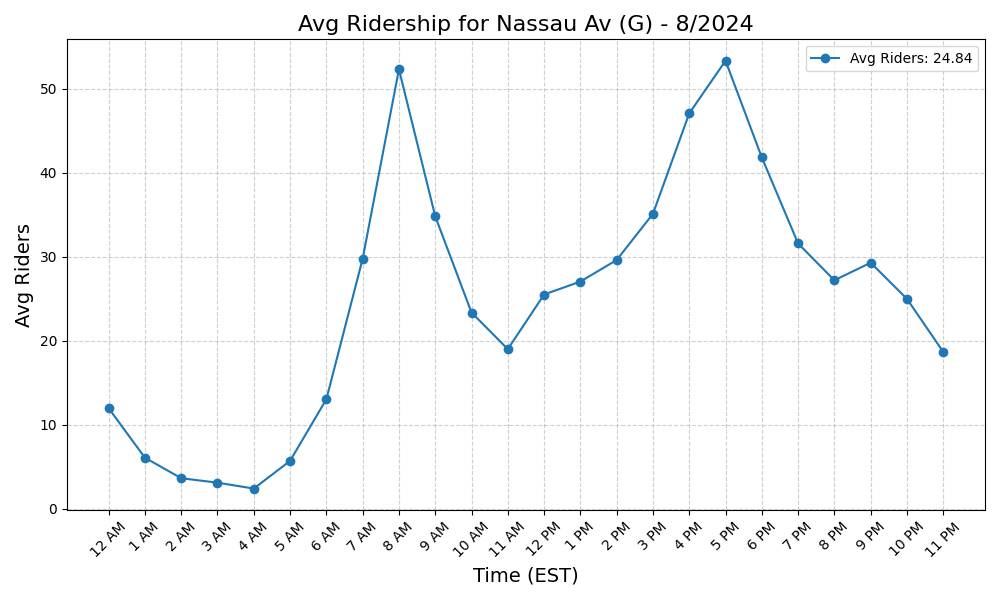 Avg Ridership for Nassau Av (G) - 8/2024
Avg Riders: 24.84
Avg Riders
50
40
30
20
10
0
12 AM
1 AM
2 AM
3 AM
4 AM
5 AM
6 AM
7 AM
8 AM
9 AM
10 AM
11 AM
12 PM
1 PM
2 PM
3 PM
4 PM
5 PM
6 PM
7 PM
8 PM
9 PM
10 PM
11 PM
Time (EST)